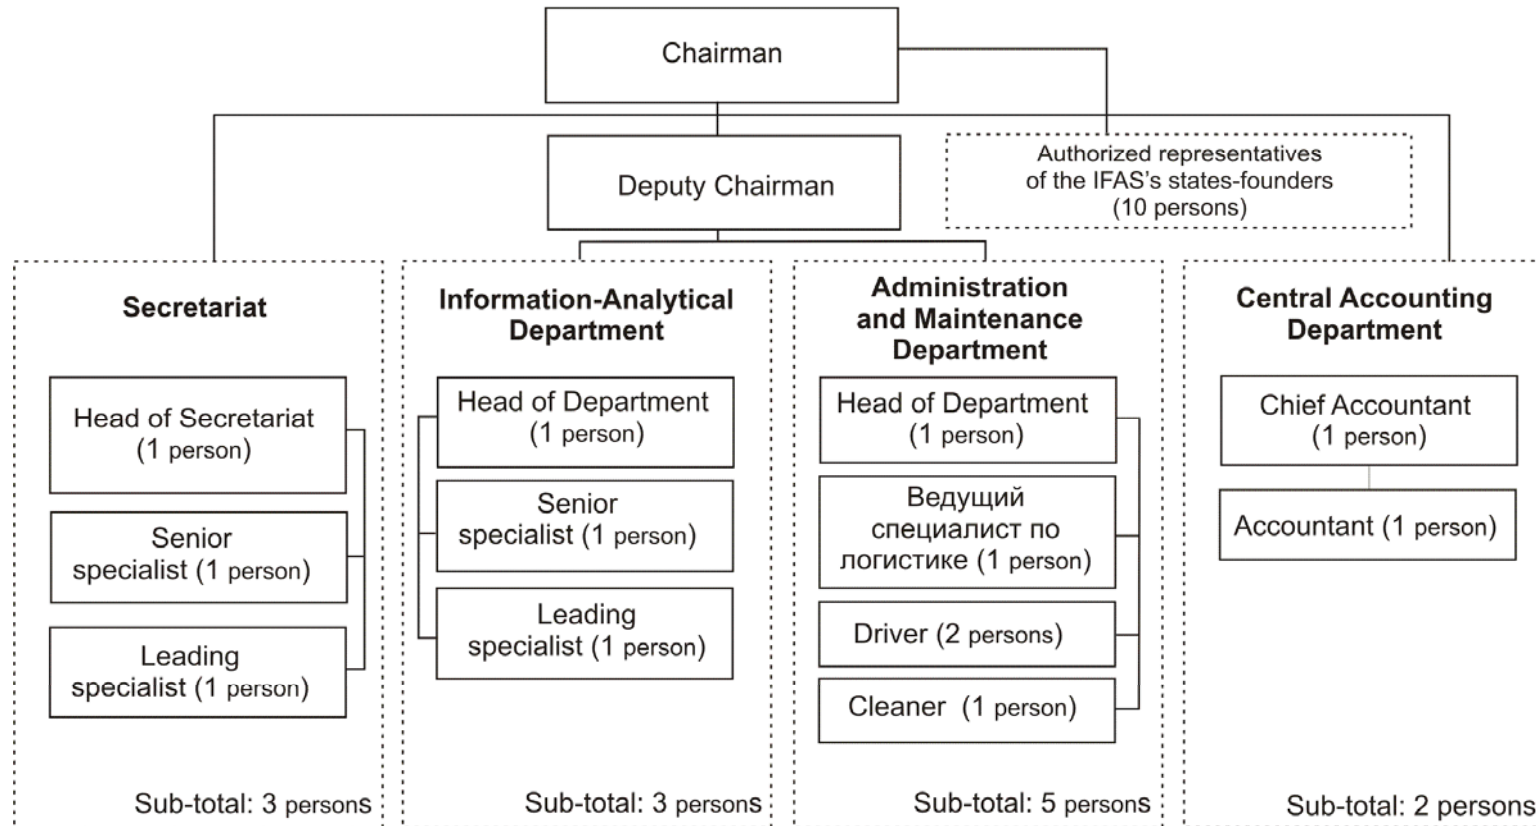 Chairman
Deputy Chairman
Authorized representatives
of the IFAS's states-founders
(10 persons)
Secretariat
Head of Secretariat
(1 person)
Senior
specialist (1 person)
Leading
specialist (1 person)
Sub-total: 3 persons
Information-Analytical
Department
Head of Department
(1 person)
Senior
specialist (1 person)
Leading
specialist (1 person)
Sub-total: 3 persons
Administration
and Maintenance
Department
Head of Department
(1 person)
Ведущий
специалист по
логистике (1 person)
Driver (2 persons)
Cleaner (1 person)
Sub-total: 5 persons
Central Accounting
Department
Chief Accountant
(1 person)
Accountant (1 person)
Sub-total: 2 persons